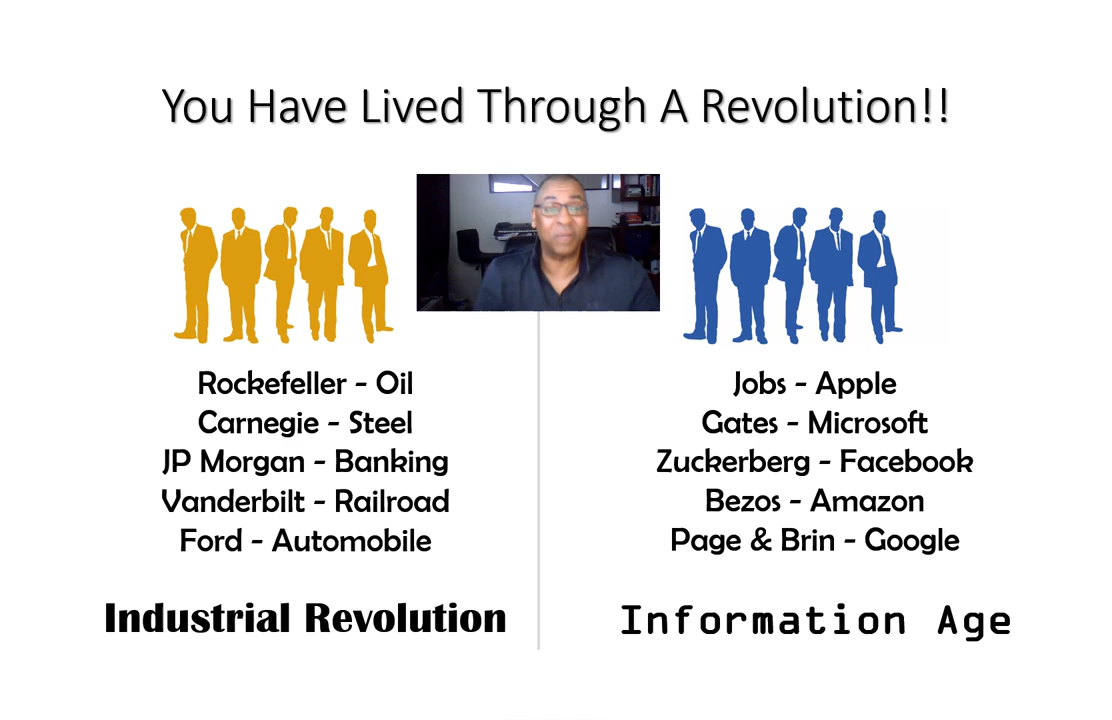 You Have Lived Through A Revolution!!
Rockefeller - Oil
Carnegie - Steel
JP Morgan - Banking
Vanderbilt - Railroad
Ford - Automobile
Industrial Revolution
Jobs - Apple
Gates - Microsoft
Zuckerberg - Facebook
Bezos - Amazon
Page & Brin - Google
Information Age